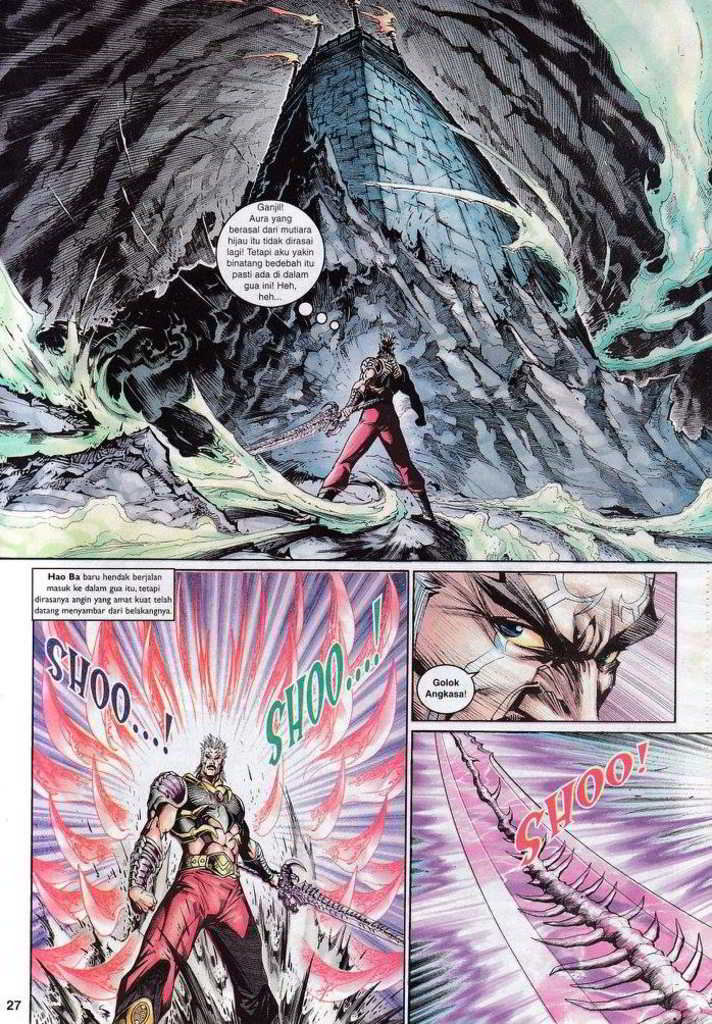 Ganjil!
Aura yang
berasal dari mutiara
hijau itu tidak dirasai
lagi! Tetapi aku yakin
binatang bedebah itu
pasti ada di dalam
gua ini! Heh,
heh...
Hao Ba baru hendak berjalan
masuk ke dalam gua itu, tetapi
dirasanya angin yang amat kuat telah
datang menyambar dari belakangnya.
SHOO....!
SHOO....!
Golok
Angkasa!
SHOO!
27